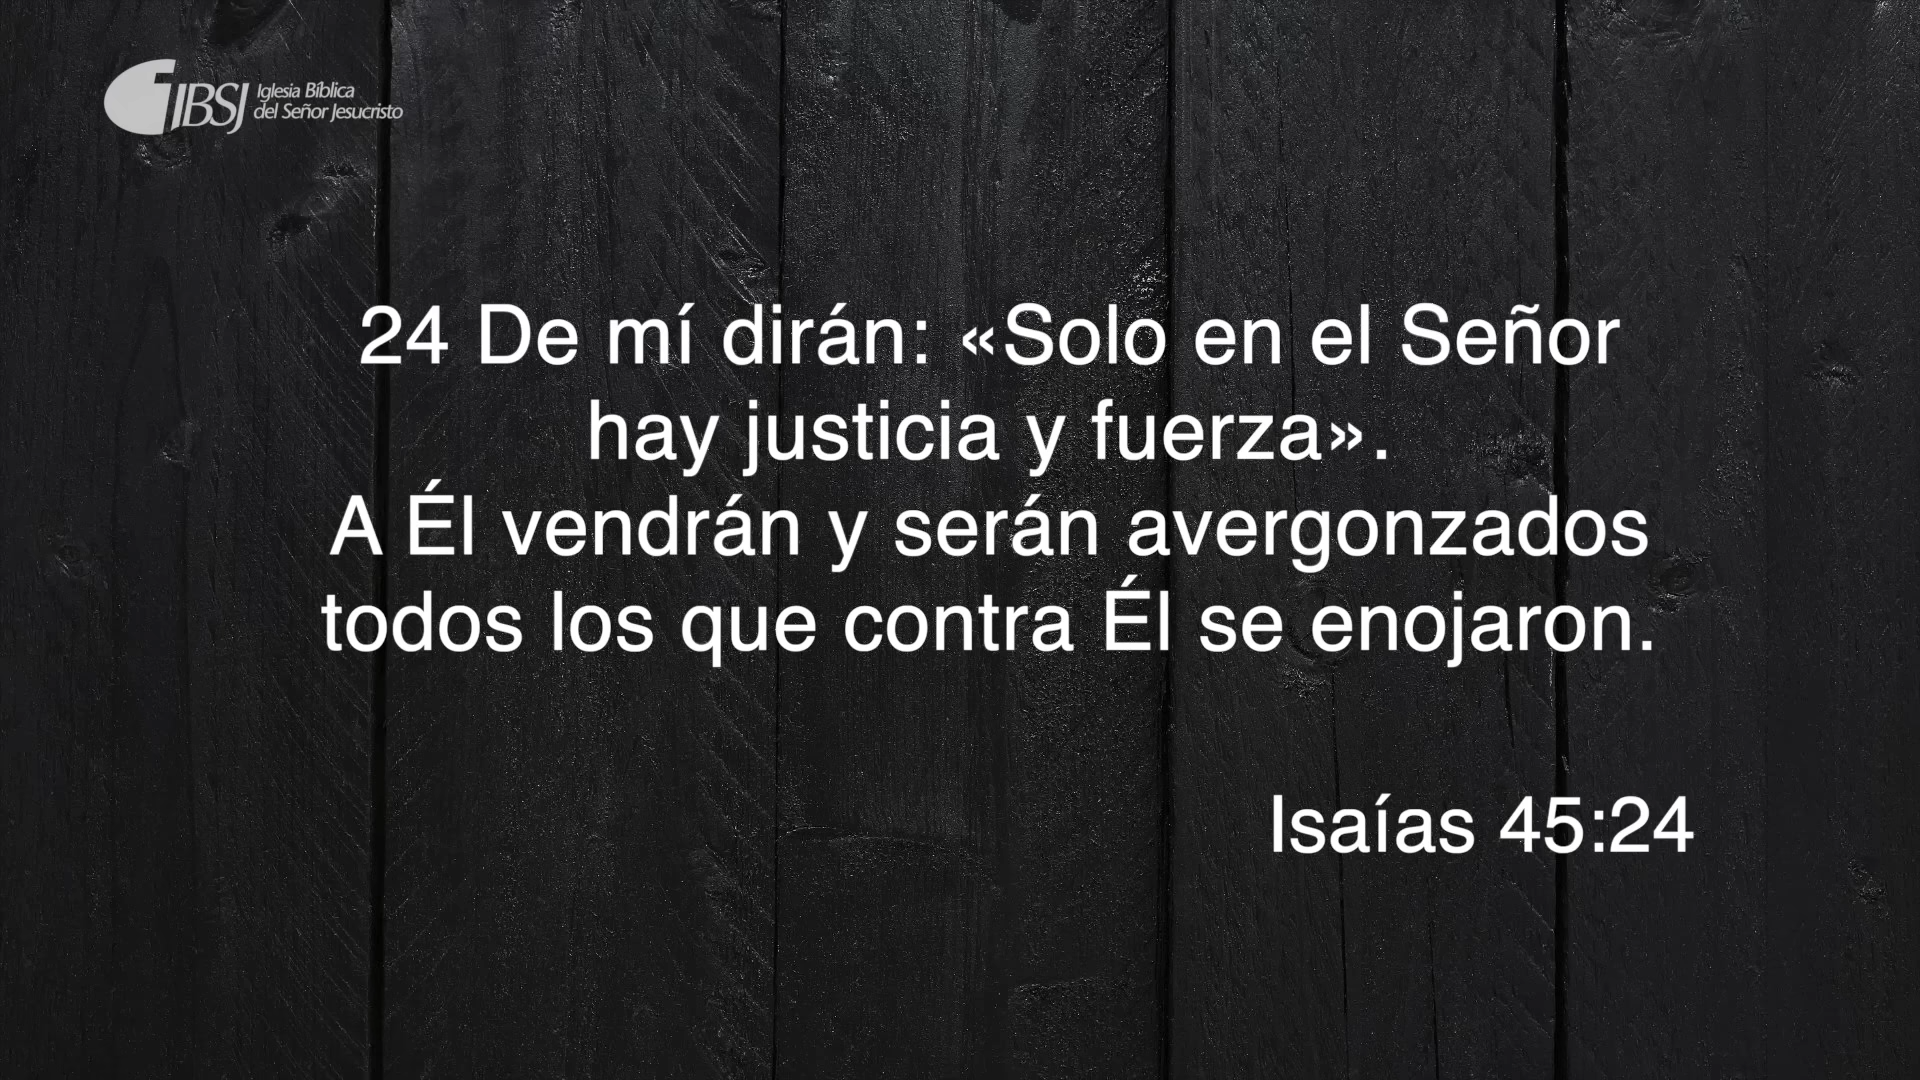 IBSJ Iglesia Bíblica
del Señor Jesucristo
24 De mí dirán: «Solo en el Señor
hay justicia y fuerza».
A Él vendrán y serán avergonzados
todos los que contra Él se enojaron.
Isaías 45:24